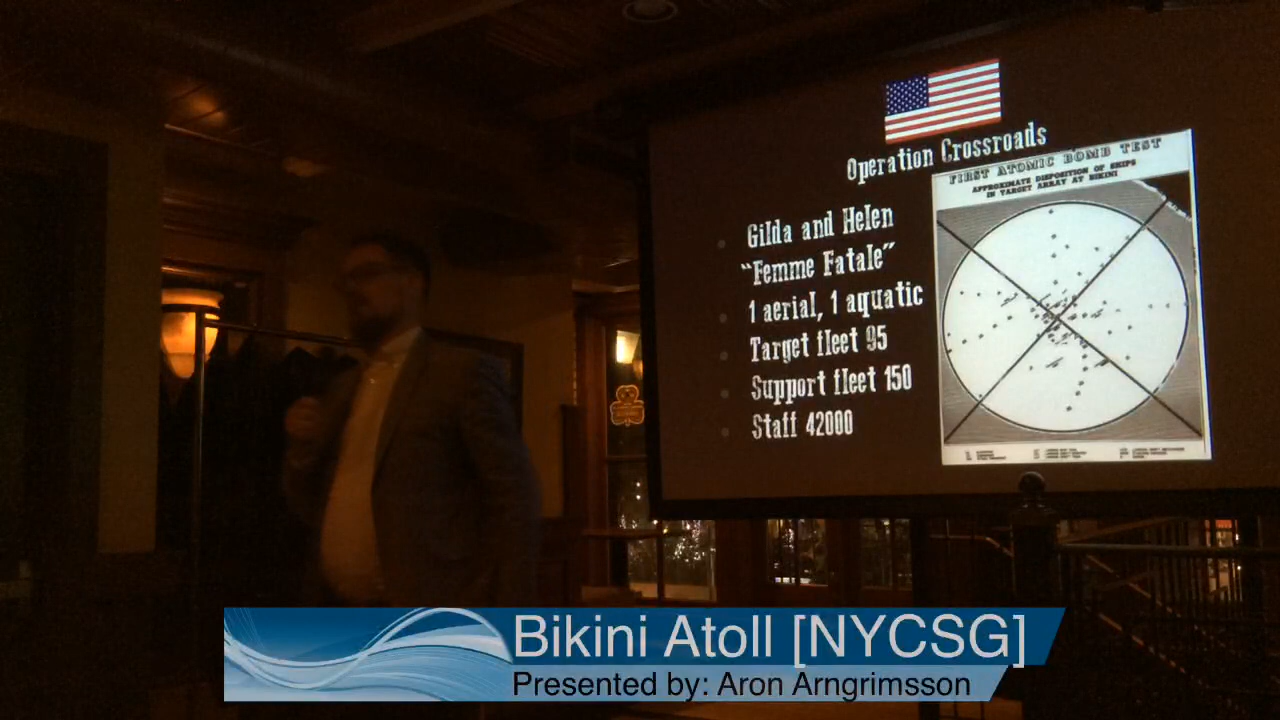 Operation Crossroads
Gilda and Helen
“Femme Fatale”
1 aerial, 1 aquatic
Target fleet 95
Support fleet 150
Staff 42000
FIRST ATOMIC BOMB TEST
APPROXIMATE DISPOSITION OF SHIPS
IN TARGET ARRAY AT BIKINI
Bikini Atoll [NYCSG]
Presented by: Aron Arngrimsson